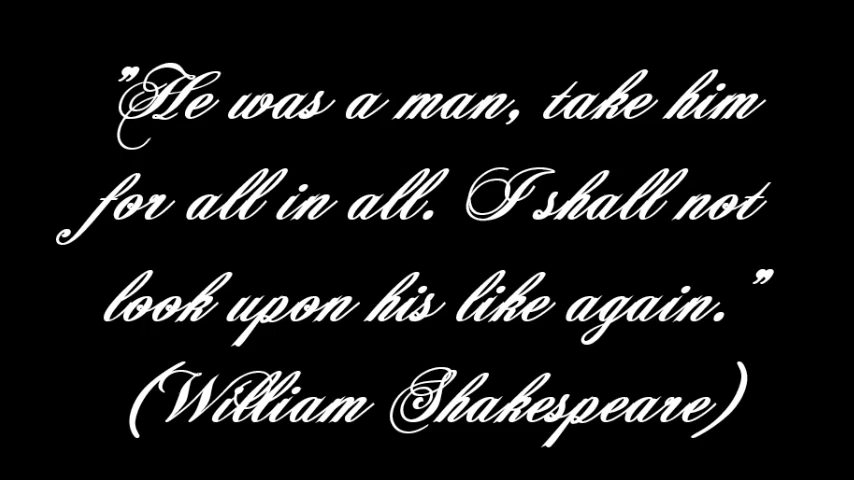 "He was a man, take him
for all in all. I shall not
look upon his like again."
(William Shakespeare)